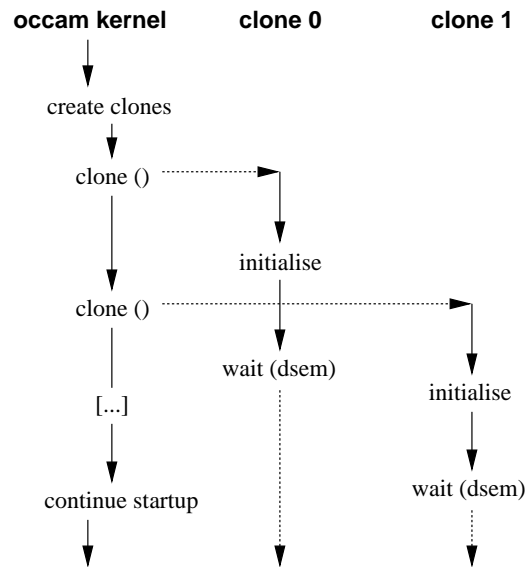 occam kernel
clone 0
clone 1
create clones
clone ()
initialise
clone ()
wait (dsem)
initialise
[...]
wait (dsem)
continue startup